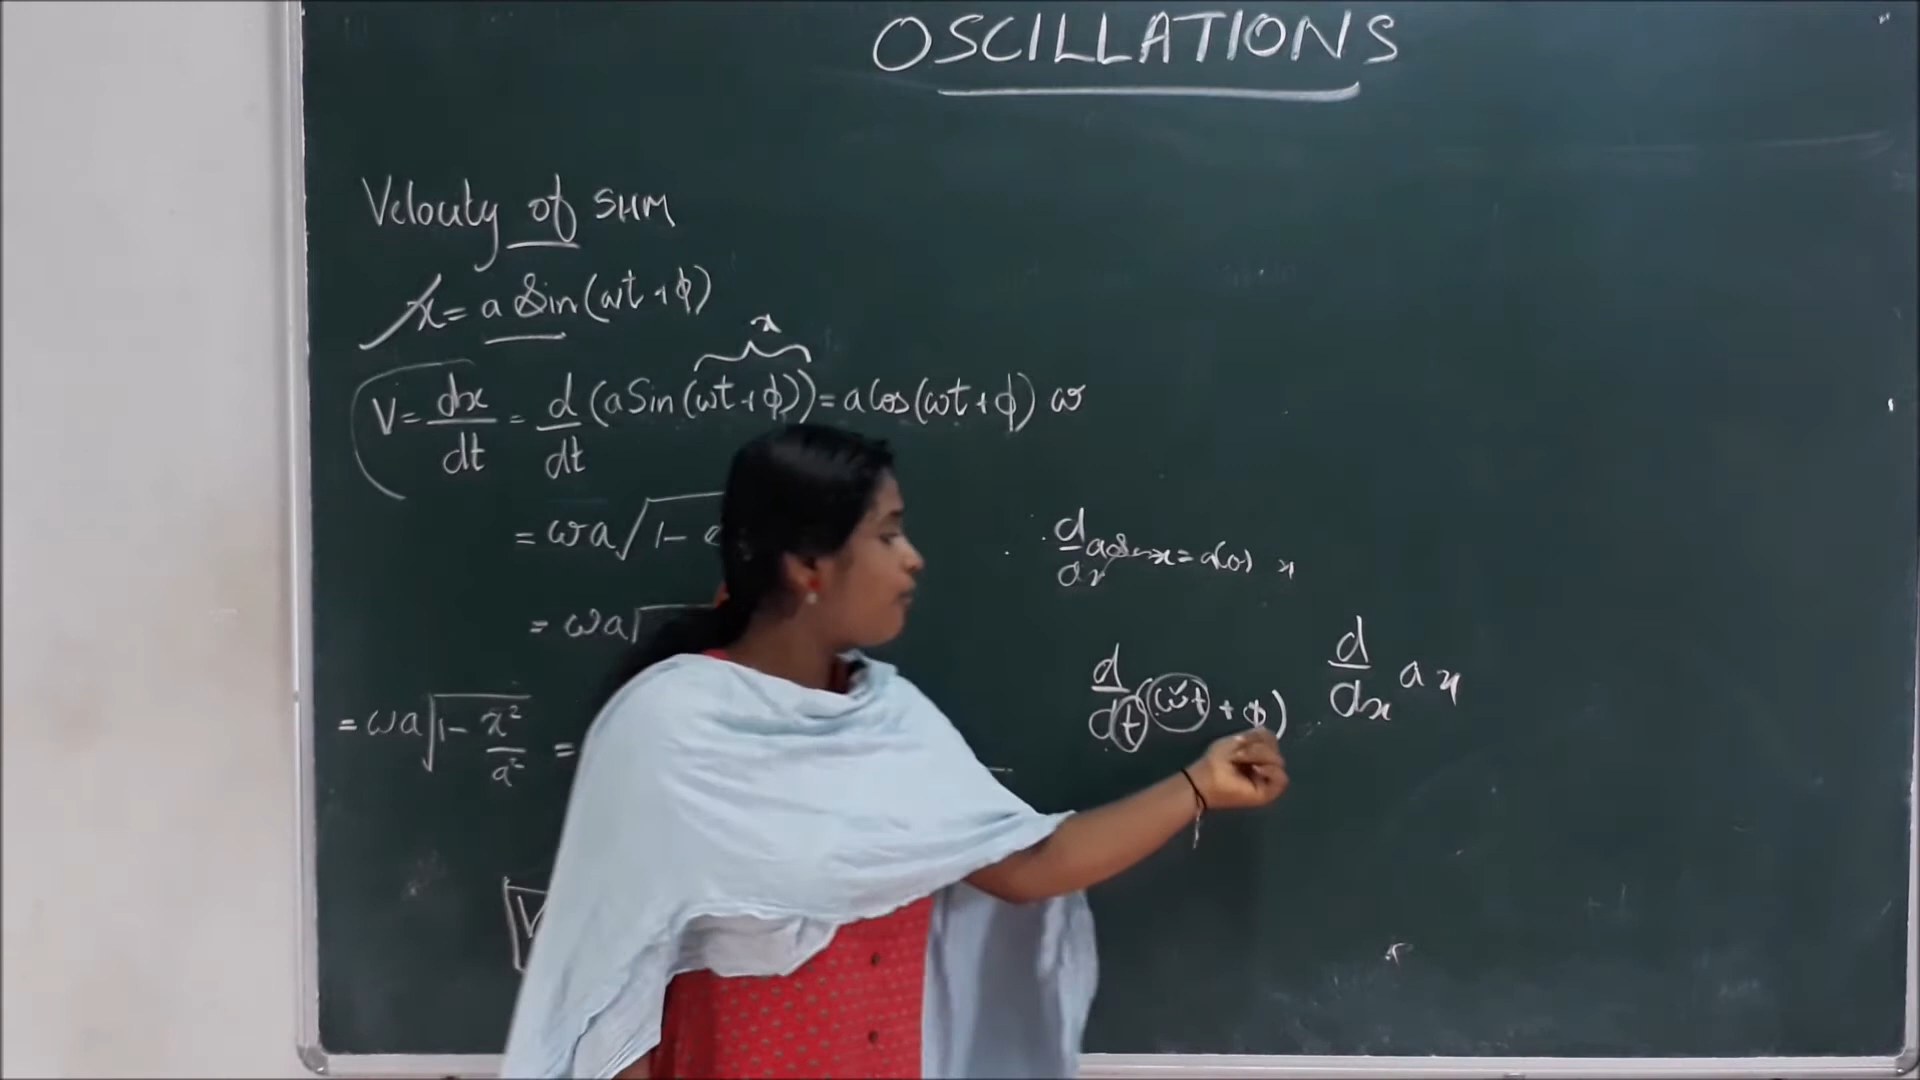 OSCILLATIONS
Velocity of SHM
x = a Sin(ωt + ϕ)
x
V = dx/dt = d/dt (a Sin(ωt + ϕ)) = a Cos(ωt + ϕ) ω
= ωa √1-
= ωa √
= ωa √1 - x²/a² =
V
d/dx a Sin x = a Cos x
d/dt (ωt + ϕ)
d/dx a x